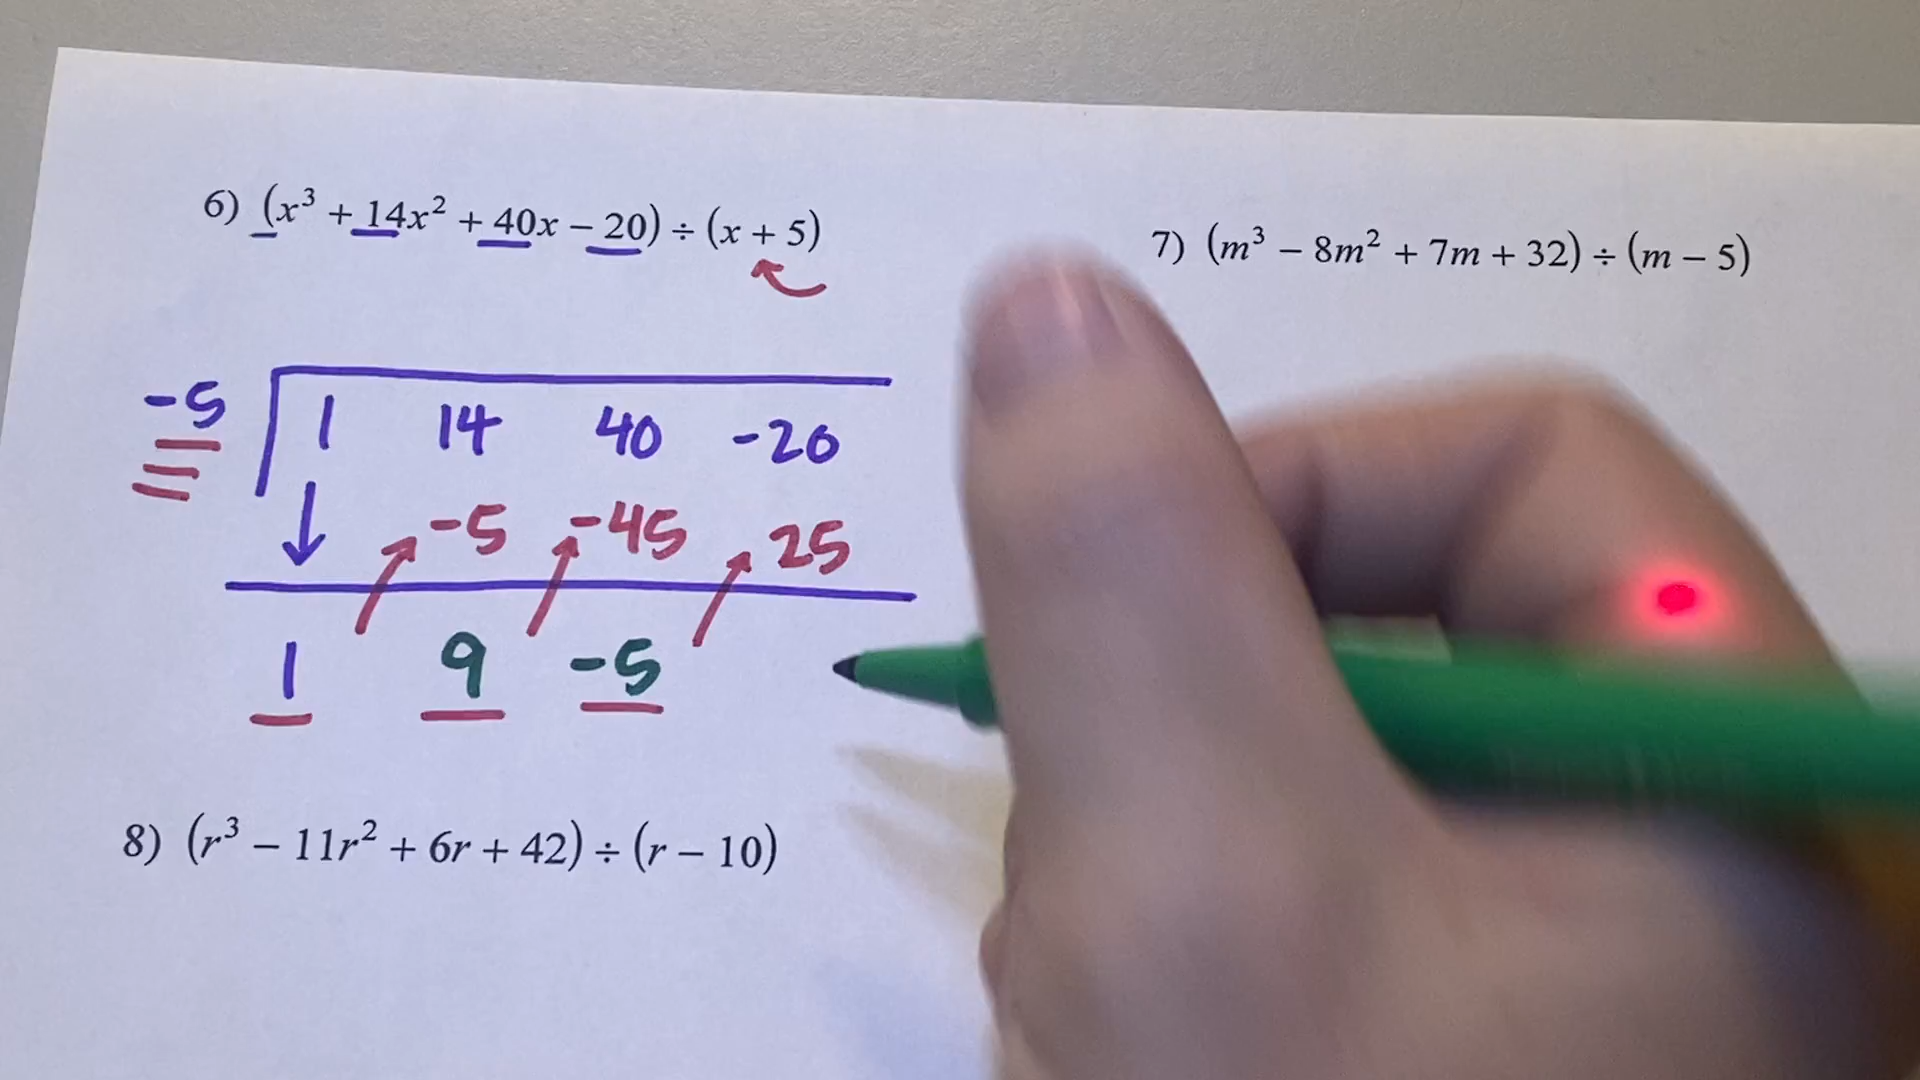 6) (x³ + 14x² + 40x − 20) ÷ (x + 5)
7) (m³ − 8m² + 7m + 32) ÷ (m − 5)
-5 1 14 40 -20
-5 -45 25
1 9 -5
8) (r³ − 11r² + 6r + 42) ÷ (r − 10)